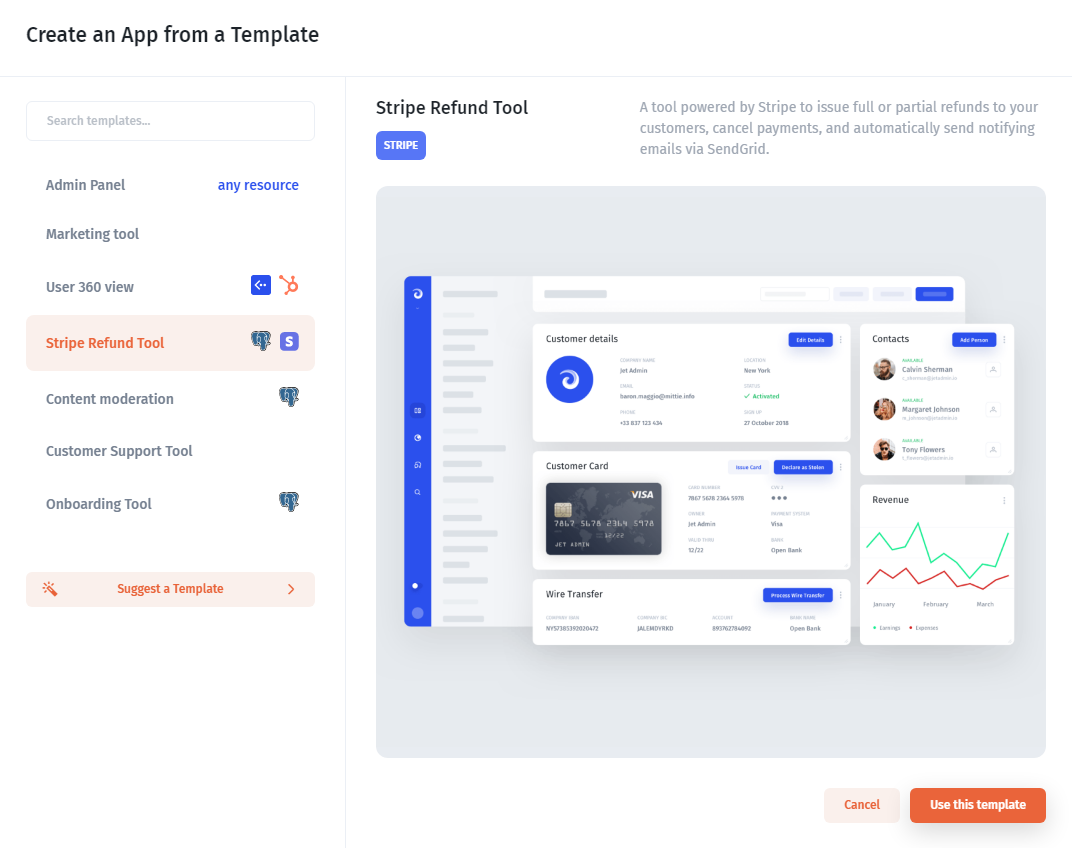 Create an App from a Template
Search templates...
Admin Panel any resource
Marketing tool
User 360 view
Stripe Refund Tool
Content moderation
Customer Support Tool
Onboarding Tool
Suggest a Template
Stripe Refund Tool
STRIPE
A tool powered by Stripe to issue full or partial refunds to your
customers, cancel payments, and automatically send notifying
emails via SendGrid.
Customer details
Edit Details
COMPANY NAME
Jet Admin
LOCATION
New York
EMAIL
baron.maggio@mittie.info
STATUS
Activated
PHONE
+33 837 123 434
SIGN UP
27 October 2018
Customer Card
Issue Card
Declare as Stolen
VISA
7867 5678 2364 5978
12/22
JET ADMIN
CARD NUMBER
7867 5678 2364 5978
CVE 2
OWNER
Jet Admin
PAYMENT SYSTEM
Visa
VALID THRU
12/22
BANK
Open Bank
Wire Transfer
Process Wire Transfer
COMPANY IBAN
NY57385392020472
COMPANY BIC
JALEMDVRKD
ACCOUNT
893762784092
BANK NAME
Open Bank
Contacts
Add Person
AVAILABLE
Calvin Sherman
c_sherman@jetadmin.io
AVAILABLE
Margaret Johnson
m_johnson@jetadmin.io
AVAILABLE
Tony Flowers
t_flowers@jetadmin.io
Revenue
January February March
Earnings Expenses
Cancel
Use this template